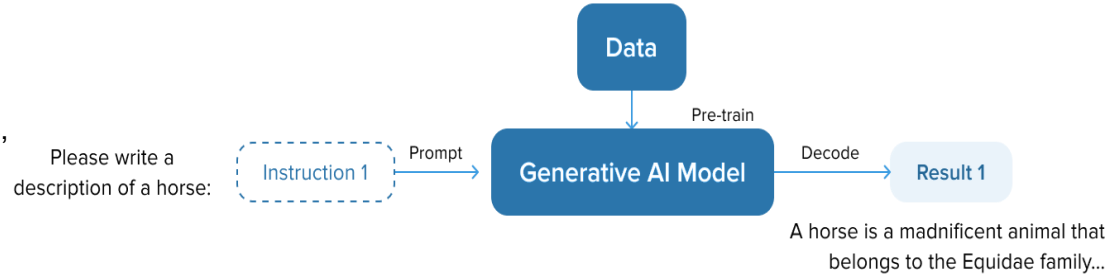 Data
Pre-train
,
Please write a
description of a horse:
Instruction 1
Prompt
Generative AI Model
Decode
Result 1
A horse is a madnificent animal that
belongs to the Equidae family...